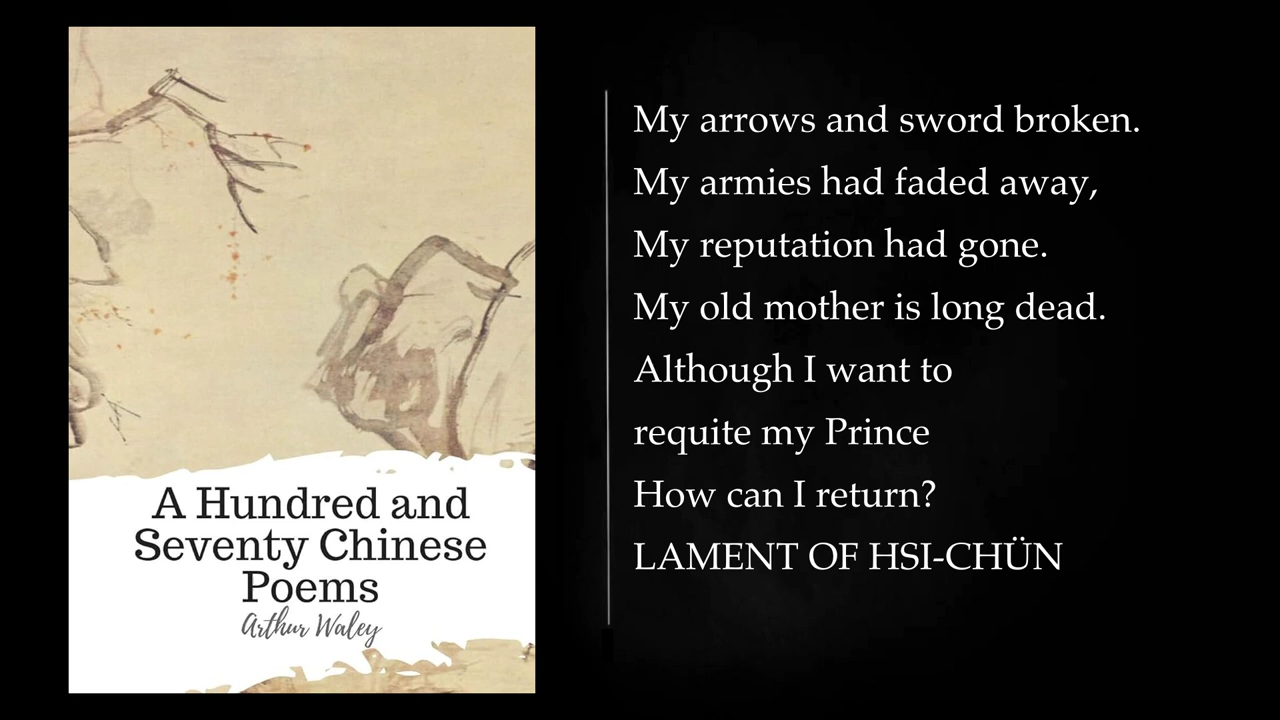 A Hundred and
Seventy Chinese
Poems
Arthur Waley
My arrows and sword broken.
My armies had faded away,
My reputation had gone.
My old mother is long dead.
Although I want to
requite my Prince
How can I return?
LAMENT OF HSI-CHÜN